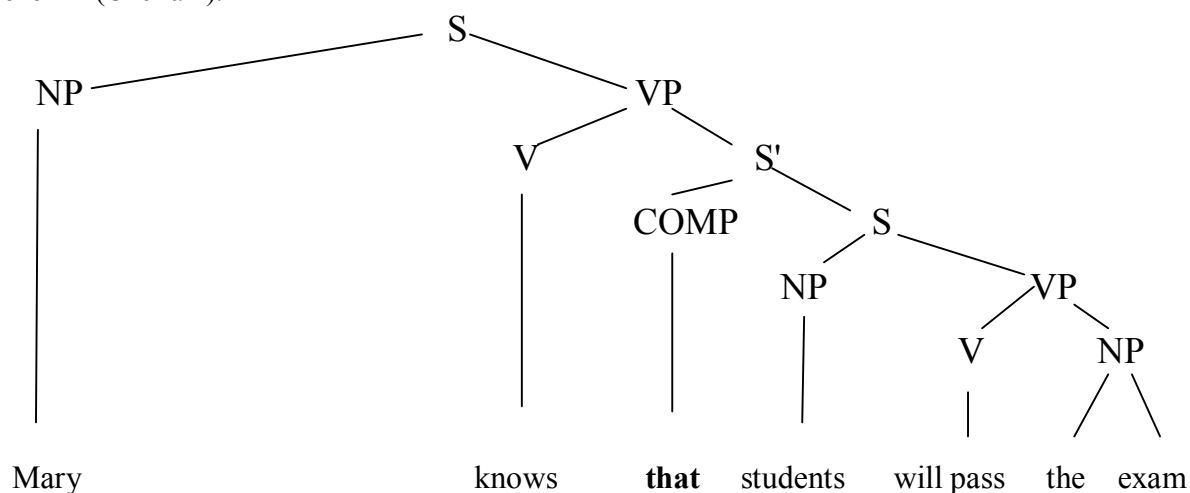 S
NP VP
V S'
COMP S
NP VP
V NP
Mary knows that students will pass the exam